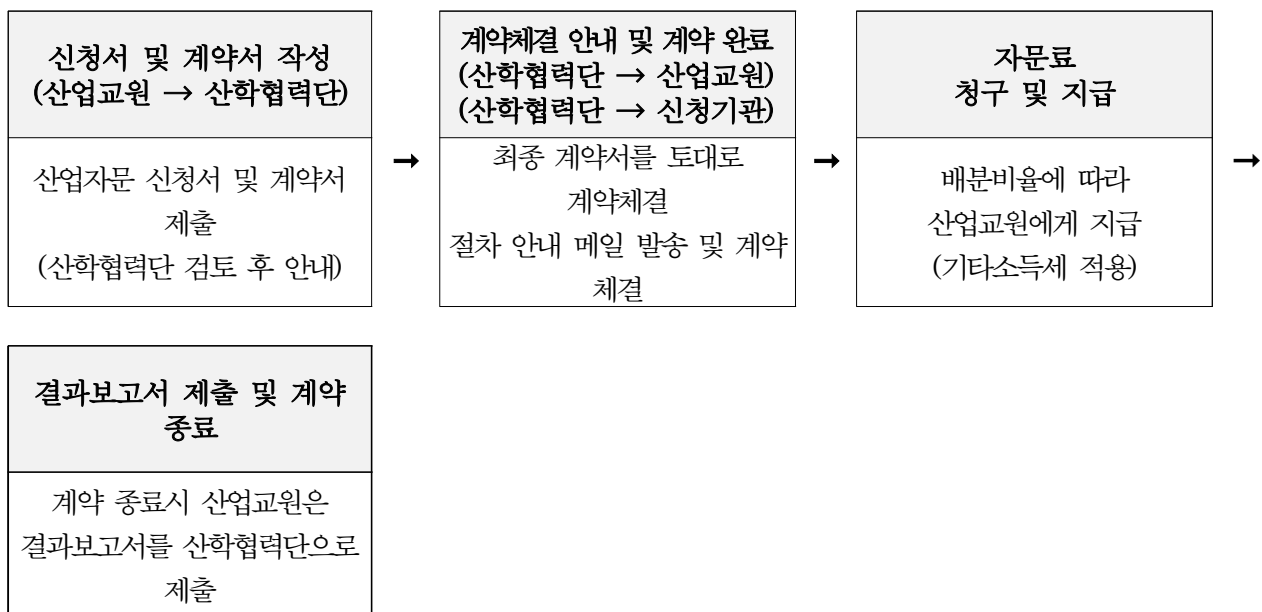 신청서 및 계약서 작성
(산업교원 → 산학협력단)
산업자문 신청서 및 계약서
제출
(산학협력단 검토 후 안내)
➞
계약체결 안내 및 계약 완료
(산학협력단 → 산업교원)
(산학협력단 → 신청기관)
최종 계약서를 토대로
계약체결
절차 안내 메일 발송 및 계약
체결
➞
자문료
청구 및 지급
배분비율에 따라
산업교원에게 지급
(기타소득세 적용)
➞
결과보고서 제출 및 계약
종료
계약 종료시 산업교원은
결과보고서를 산학협력단으로
제출